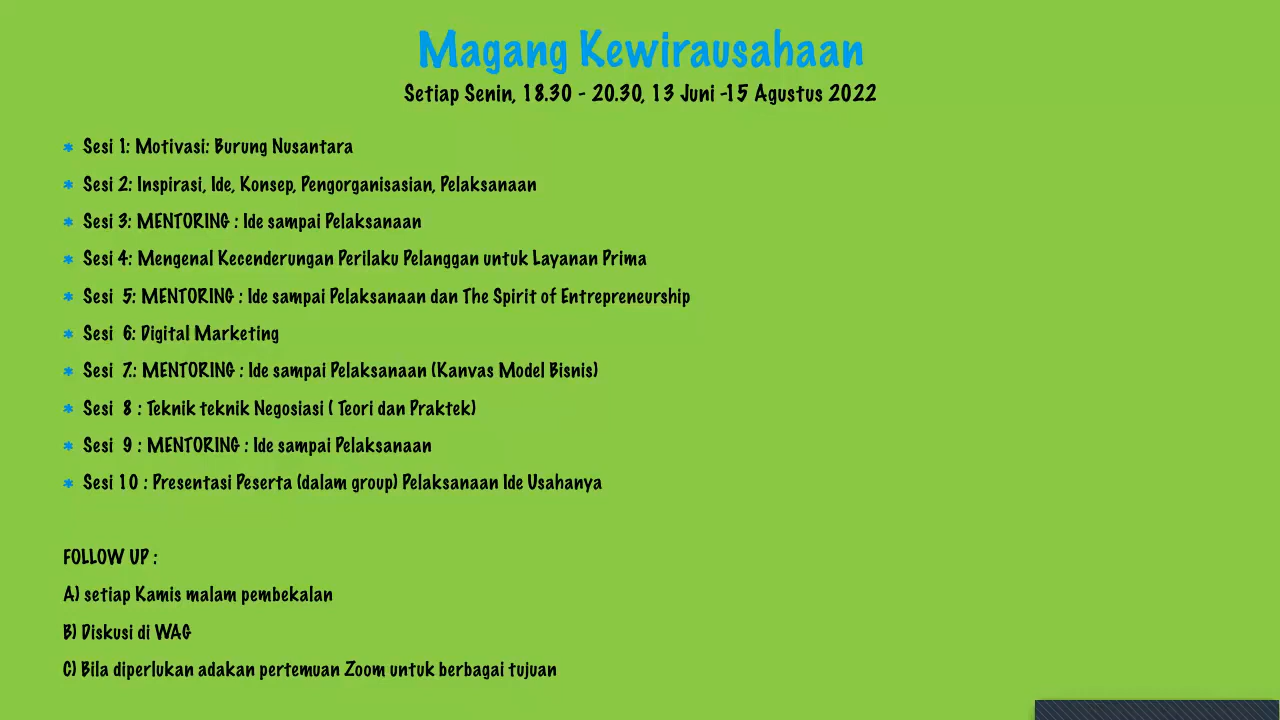 Magang Kewirausahaan
Setiap Senin, 18.30 - 20.30, 13 Juni -15 Agustus 2022
* Sesi 1: Motivasi: Burung Nusantara
* Sesi 2: Inspirasi, Ide, Konsep, Pengorganisasian, Pelaksanaan
* Sesi 3: MENTORING : Ide sampai Pelaksanaan
* Sesi 4: Mengenal Kecenderungan Perilaku Pelanggan untuk Layanan Prima
* Sesi 5: MENTORING : Ide sampai Pelaksanaan dan The Spirit of Entrepreneurship
* Sesi 6: Digital Marketing
* Sesi 7.: MENTORING : Ide sampai Pelaksanaan (Kanvas Model Bisnis)
* Sesi 8 : Teknik teknik Negosiasi ( Teori dan Praktek)
* Sesi 9 : MENTORING : Ide sampai Pelaksanaan
* Sesi 10 : Presentasi Peserta (dalam group) Pelaksanaan Ide Usahanya
FOLLOW UP :
A) setiap Kamis malam pembekalan
B) Diskusi di WAG
C) Bila diperlukan adakan pertemuan Zoom untuk berbagai tujuan